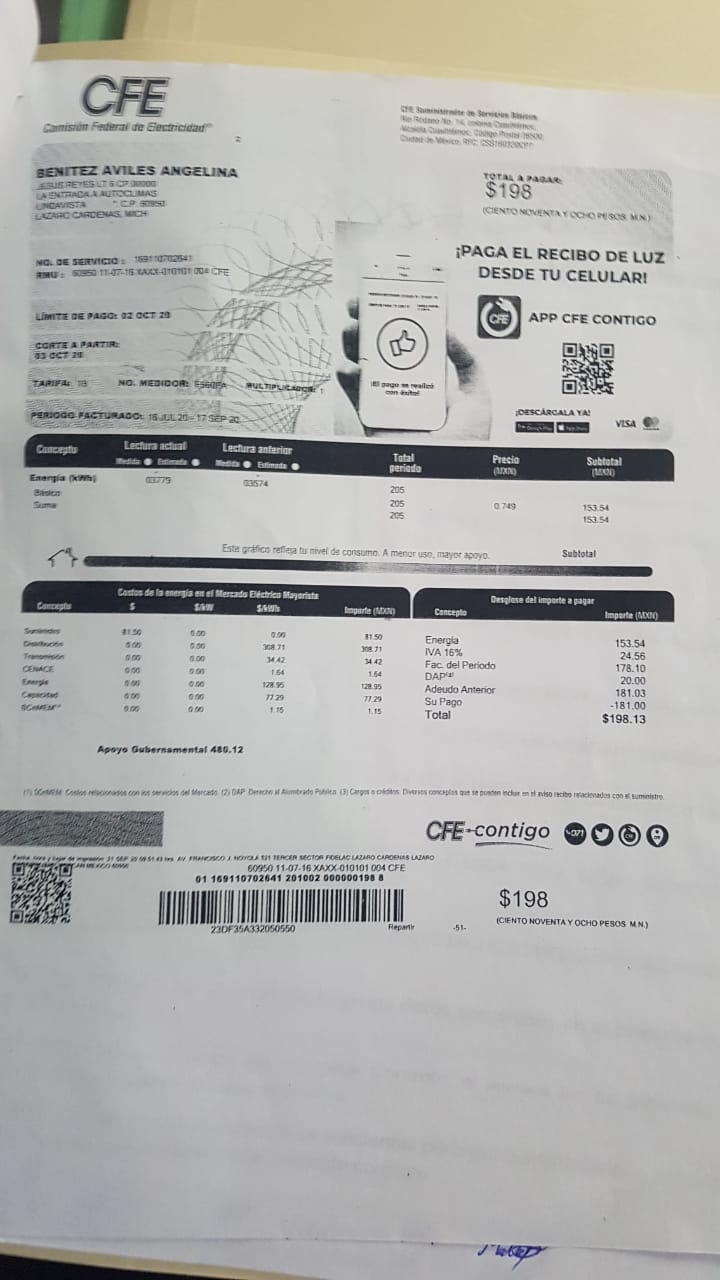 CFE
Comisión Federal de Electricidad
CFE Suministrador de Servicios Básicos
Río Ródano No. 14, colonia Cuauhtémoc,
Alcaldía Cuauhtémoc, Código Postal 06500,
Ciudad de México.
BENITEZ AVILES ANGELINA
JESUS REYES LT 6 CP 00000
LA ENTRADA A AUTOCLIMAS
C.P. 60950
LAZARO CARDENAS, MICH
TOTAL A PAGAR:
$198
(CIENTO NOVENTA Y OCHO PESOS M.N.)
NO. DE SERVICIO : 169110702641
RMU : 60950 11-07-16 XAXX-010101 004 CFE
¡PAGA EL RECIBO DE LUZ
DESDE TU CELULAR!
LÍMITE DE PAGO: 02 OCT 20
CORTE A PARTIR:
03 OCT 20
APP CFE CONTIGO
CFE
¡El pago se realizó
con éxito!
TARIFA: 1B NO. MEDIDOR: MULTIPLICADOR: 1
¡DESCÁRGALA YA!
Google Play App Store VISA
PERIODO FACTURADO: 16 JUL 20 - 17 SEP 20
Concepto Lectura actual Lectura anterior Total periodo Precio (MXN) Subtotal (MXN)
Medida Estimada Medida Estimada
Energía (kWh) 03779 03574 205
Básico 205 0.749 153.54
Suma 205 153.54
Este gráfico refleja tu nivel de consumo. A menor uso, mayor apoyo. Subtotal
Costos de la energía en el Mercado Eléctrico Mayorista
Concepto $ $/kW $/kWh Importe (MXN)
Suministro 81.50 0.00 0.00 81.50
Distribución 0.00 0.00 308.71 308.71
Transmisión 0.00 0.00 34.42 34.42
CENACE 0.00 0.00 1.64 1.64
Energía 0.00 0.00 128.95 128.95
Capacidad 0.00 0.00 77.29 77.29
SCnMEM⁽¹⁾ 0.00 0.00 1.15 1.15
Desglose del importe a pagar
Concepto Importe (MXN)
Energía 153.54
IVA 16% 24.56
Fac. del Periodo 178.10
DAP⁽²⁾ 20.00
Adeudo Anterior 181.03
Su Pago -181.00
Total $198.13
Apoyo Gubernamental 480.12
(1) SCnMEM: Costos relacionados con los servicios del Mercado. (2) DAP: Derecho al Alumbrado Público. (3) Cargos o créditos: Diversos conceptos que se pueden incluir en el aviso recibo relacionados con el suministro.
CFE-contigo 071
Fecha, hora y lugar de impresión: 21 SEP 20 AV. FRANCISCO J. NOYOLA 521 TERCER SECTOR FIDELAC LAZARO CARDENAS LAZARO
MEXICO 60950
60950 11-07-16 XAXX-010101 004 CFE
01 169110702641 201002 000000198 8
23DF35A332050550
Repartir
-51-
$198
(CIENTO NOVENTA Y OCHO PESOS M.N.)